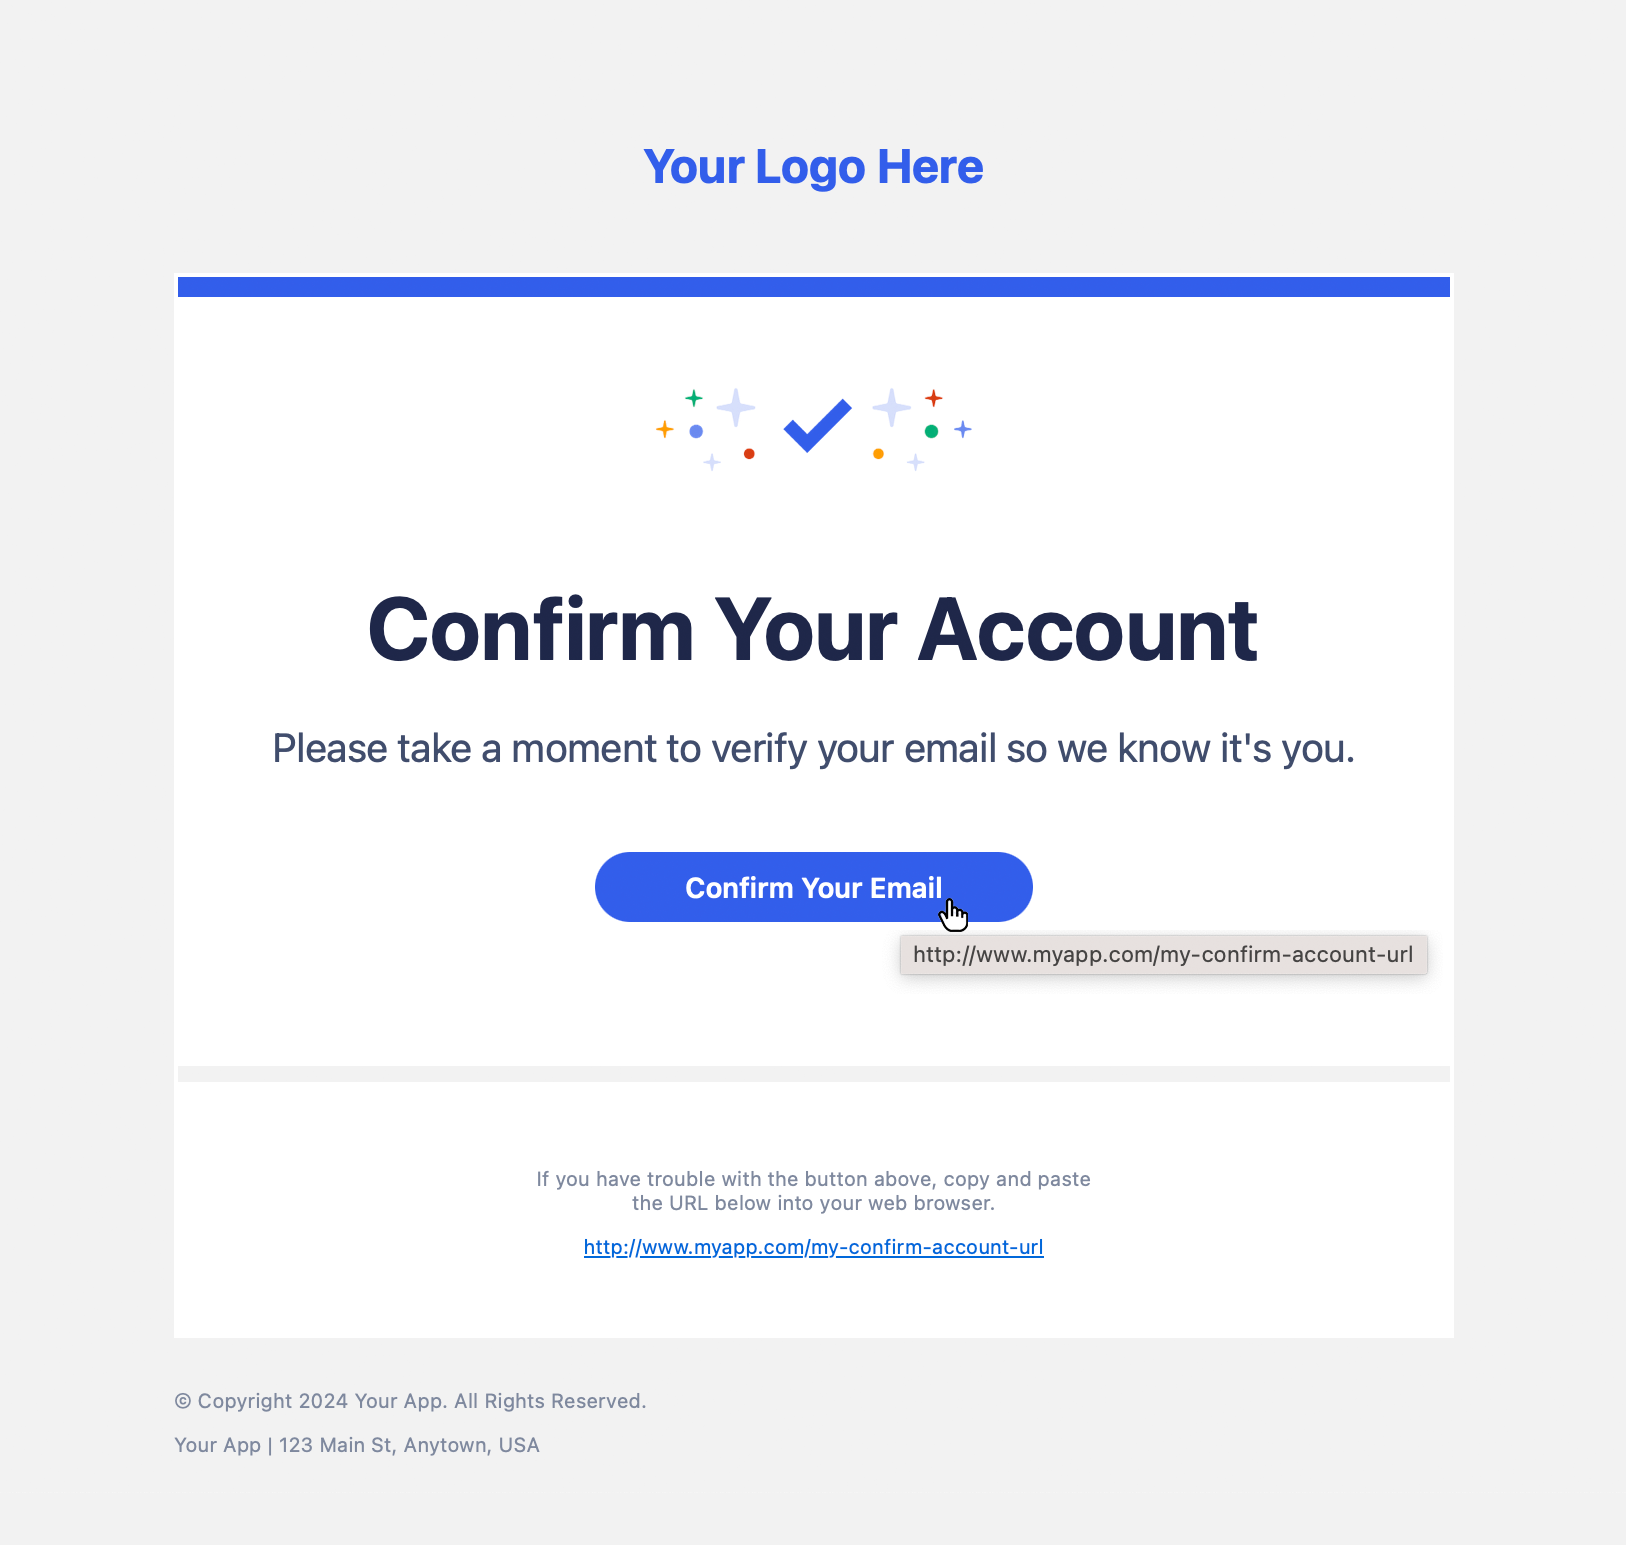 Your Logo Here
Confirm Your Account
Please take a moment to verify your email so we know it's you.
Confirm Your Email
http://www.myapp.com/my-confirm-account-url
If you have trouble with the button above, copy and paste
the URL below into your web browser.
http://www.myapp.com/my-confirm-account-url
© Copyright 2024 Your App. All Rights Reserved.
Your App | 123 Main St, Anytown, USA